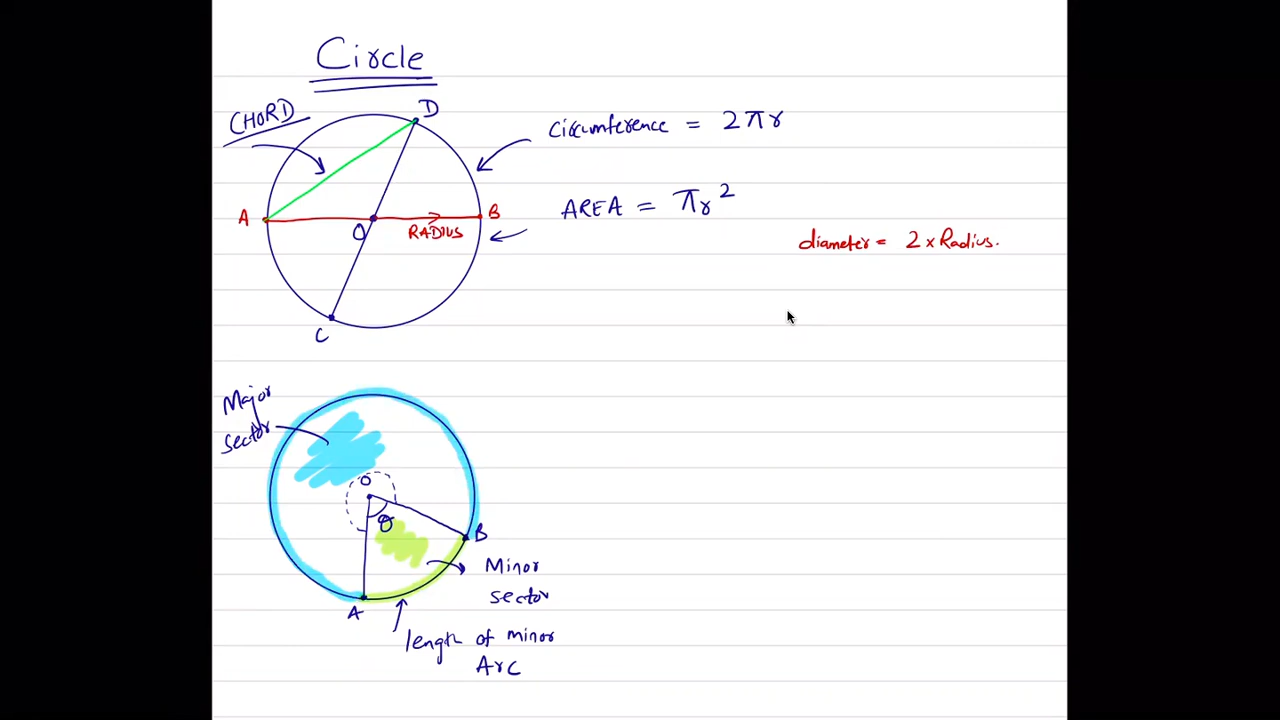 Circle
CHORD
D
Circumference = 2πr
A
B
O
RADIUS
AREA = πr²
diameter = 2 x Radius.
C
Major
sector
O
θ
B
Minor
sector
A
length of minor
Arc